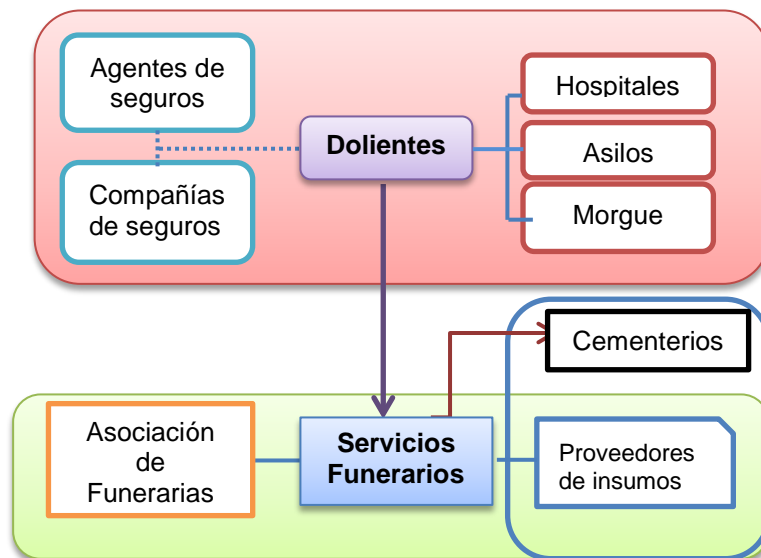 Agentes de
seguros
Compañías
de seguros
Dolientes
Hospitales
Asilos
Morgue
Cementerios
Asociación
de
Funerarias
Servicios
Funerarios
Proveedores
de insumos